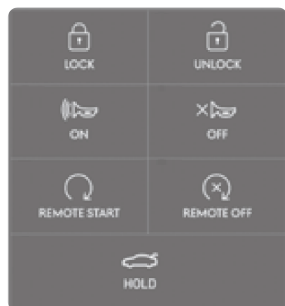 LOCK
UNLOCK
ON
OFF
REMOTE START
REMOTE OFF
HOLD